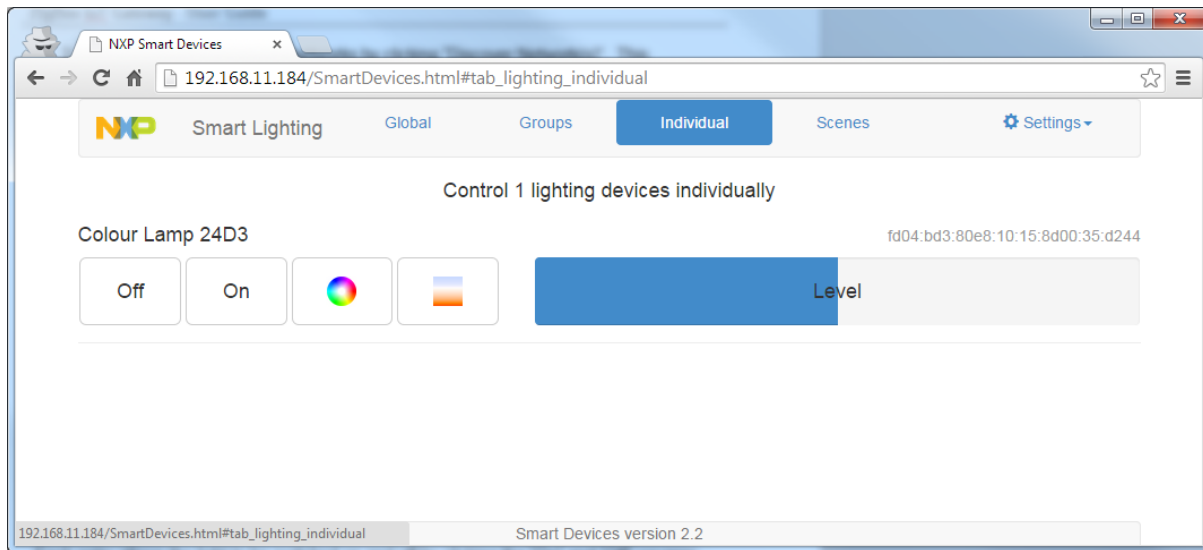 NXP Smart Devices
192.168.11.184/SmartDevices.html#tab_lighting_individual
NXP Smart Lighting Global Groups Individual Scenes Settings
Control 1 lighting devices individually
Colour Lamp 24D3 fd04:bd3:80e8:10:15:8d00:35:d244
Off On Level
192.168.11.184/SmartDevices.html#tab_lighting_individual Smart Devices version 2.2